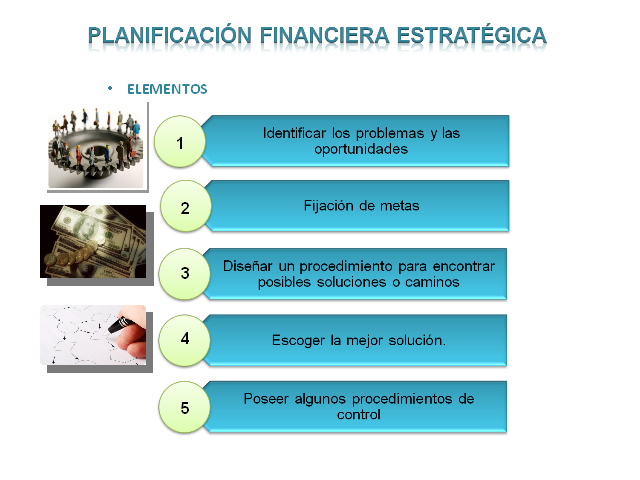 PLANIFICACIÓN FINANCIERA ESTRATÉGICA
• ELEMENTOS
1
Identificar los problemas y las
oportunidades
2
Fijación de metas
3
Diseñar un procedimiento para encontrar
posibles soluciones o caminos
4
Escoger la mejor solución.
5
Poseer algunos procedimientos de
control